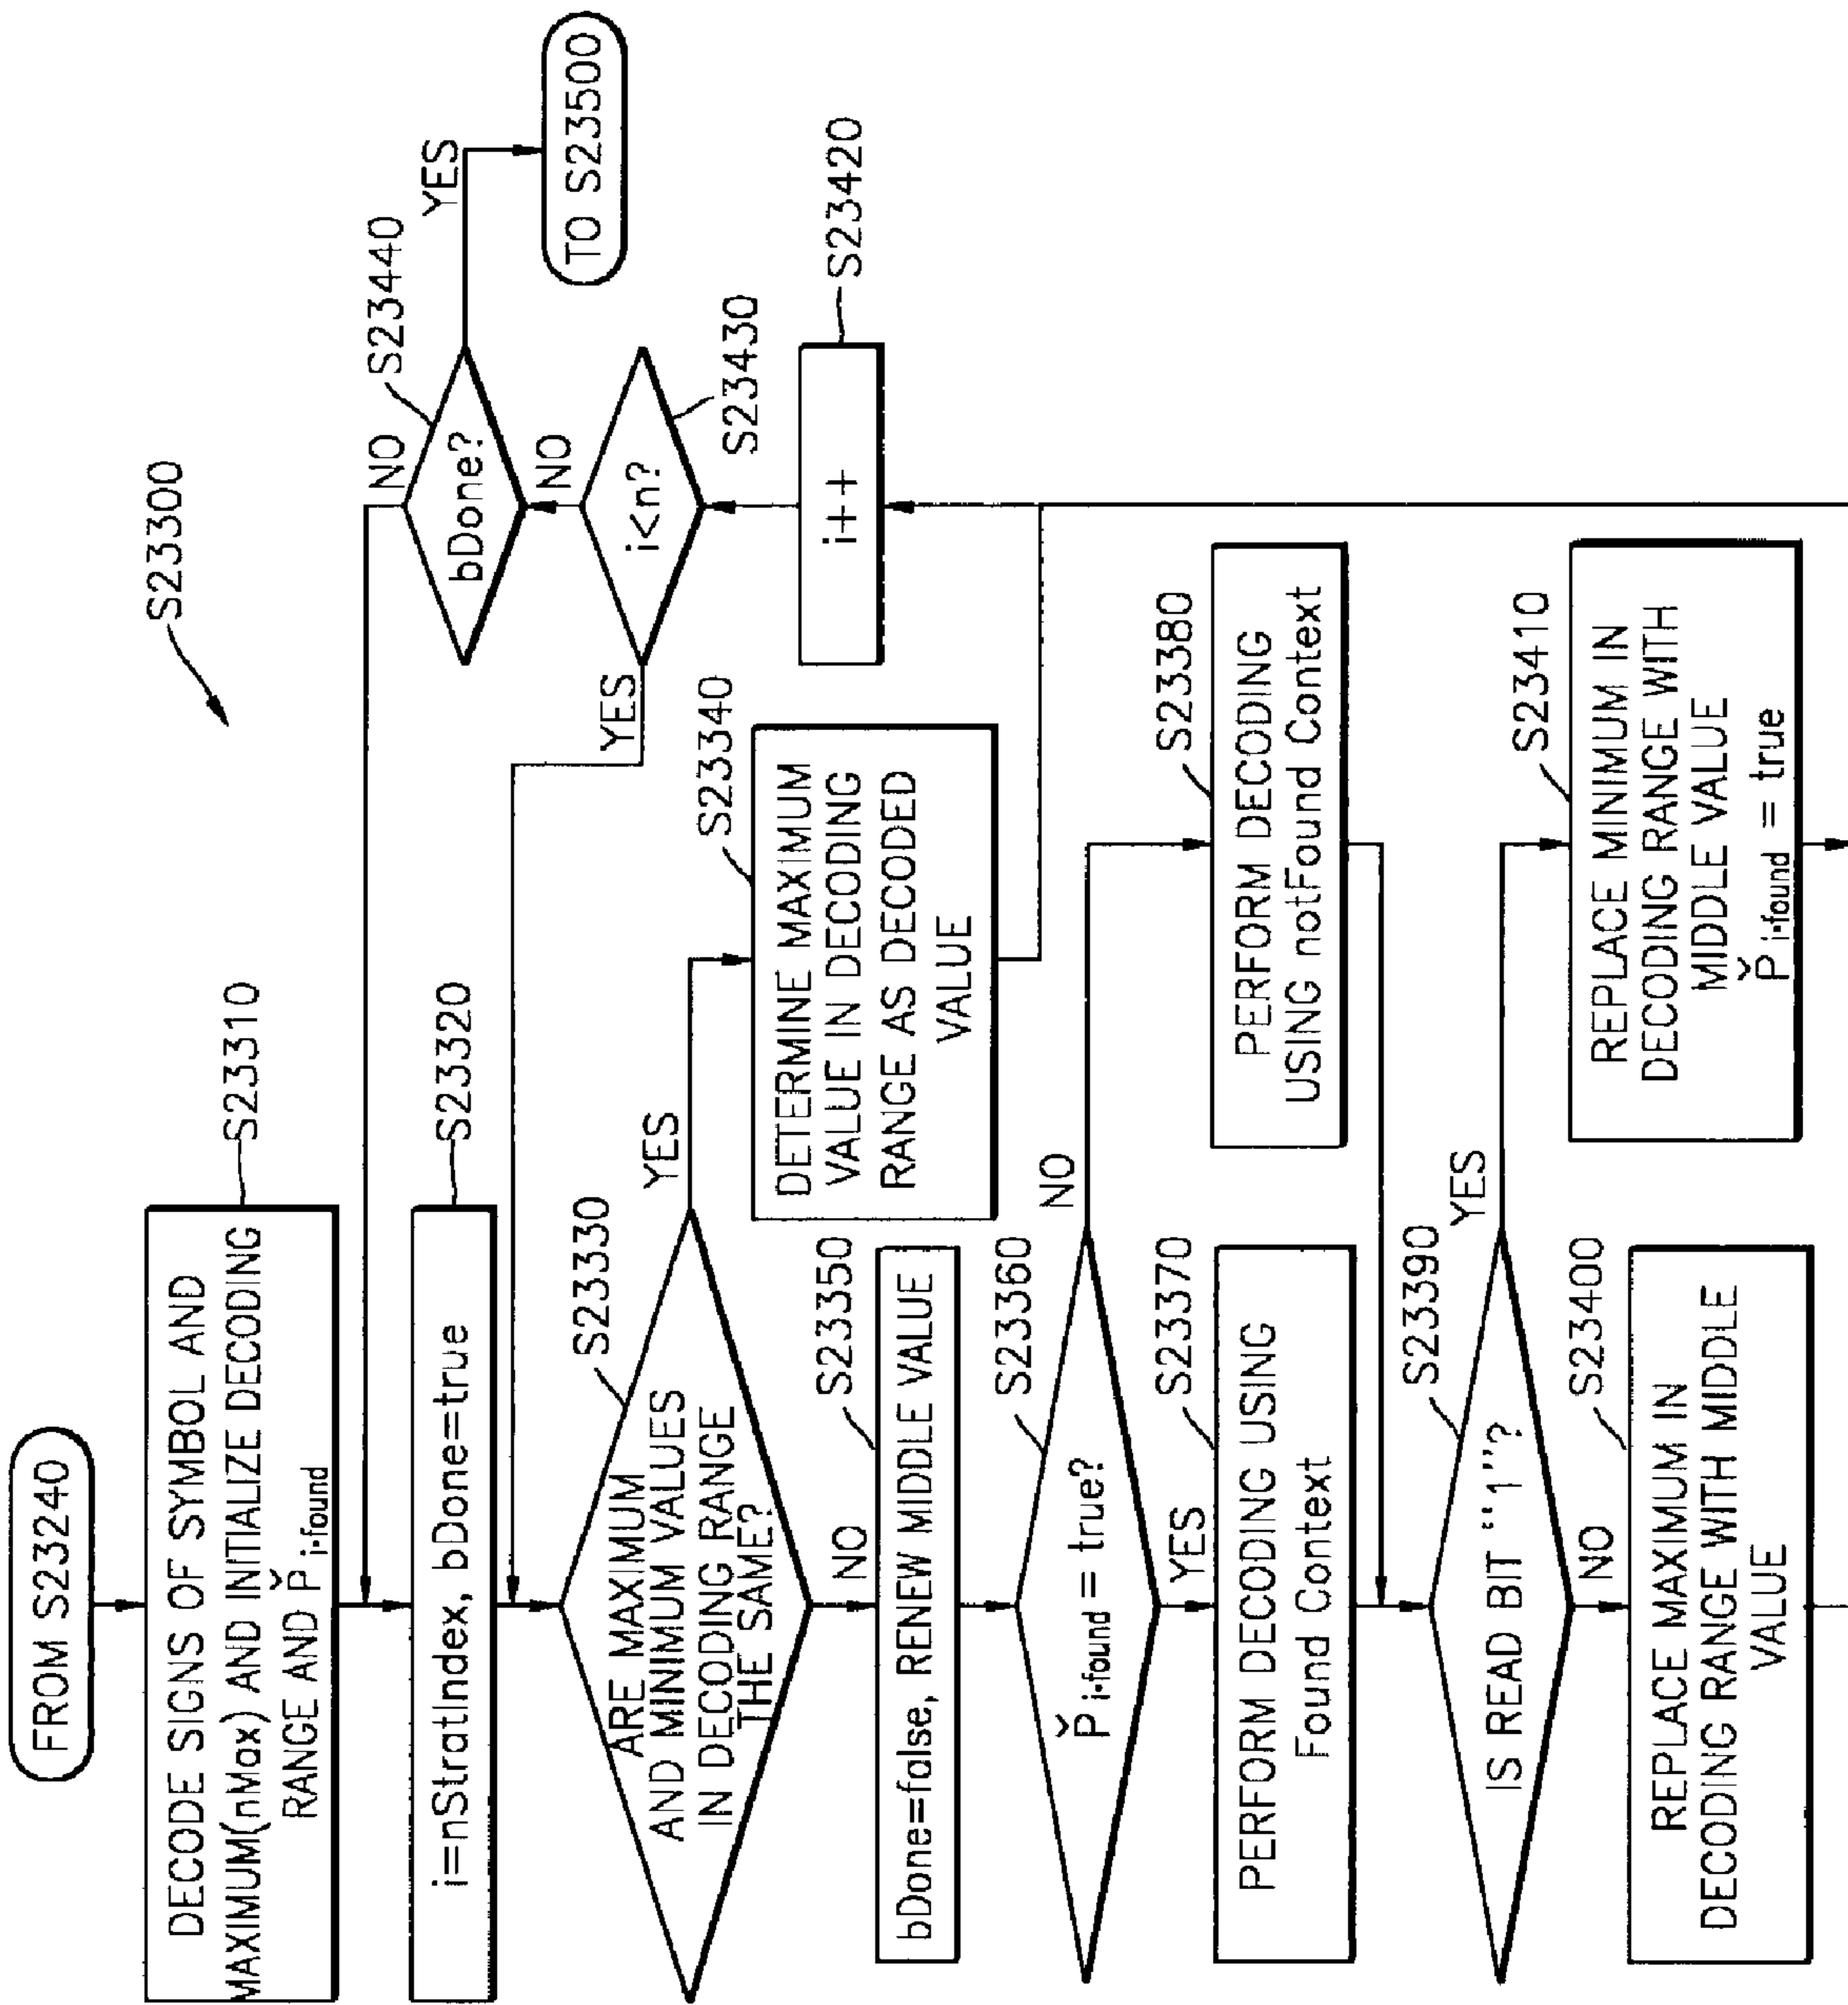 S23300
FROM S23240
DECODE SIGNS OF SYMBOL AND
MAXIMUM(nMax) AND INITIALIZE DECODING
RANGE AND P̌ i·found
S23310
i=nStratIndex, bDone=true
S23320
ARE MAXIMUM
AND MINIMUM VALUES
IN DECODING RANGE
THE SAME?
S23330
YES
NO
DETERMINE MAXIMUM
VALUE IN DECODING
RANGE AS DECODED
VALUE
S23340
bDone=false, RENEW MIDDLE VALUE
S23350
P̌ i·found = true?
S23360
NO
YES
PERFORM DECODING USING
Found Context
S23370
PERFORM DECODING
USING notFound Context
S23380
IS READ BIT “1”?
S23390
YES
NO
REPLACE MAXIMUM IN
DECODING RANGE WITH MIDDLE
VALUE
S23400
REPLACE MINIMUM IN
DECODING RANGE WITH
MIDDLE VALUE
P̌ i·found = true
S23410
i++
S23420
i<n?
S23430
YES
NO
bDone?
S23440
NO
YES
TO S23500